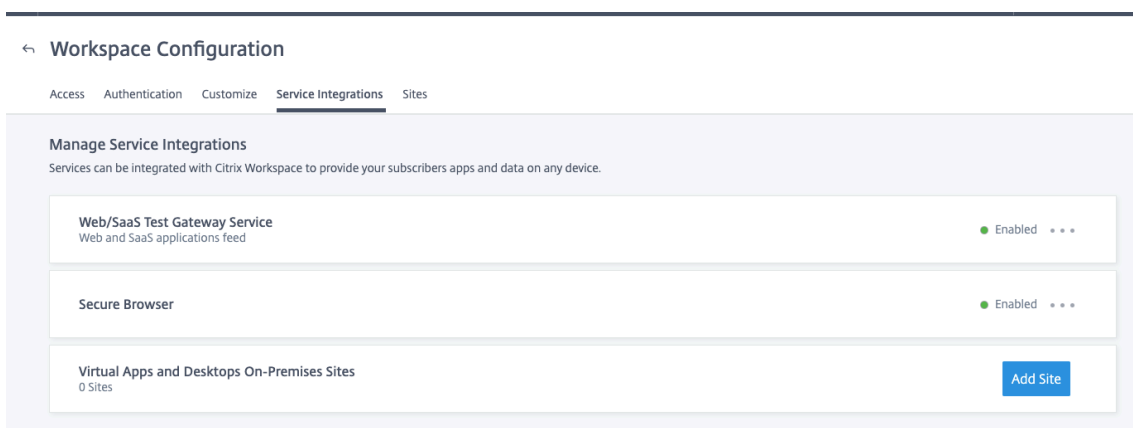 Workspace Configuration
Access Authentication Customize Service Integrations Sites
Manage Service Integrations
Services can be integrated with Citrix Workspace to provide your subscribers apps and data on any device.
Web/SaaS Test Gateway Service
Web and SaaS applications feed
Enabled
Secure Browser
Enabled
Virtual Apps and Desktops On-Premises Sites
0 Sites
Add Site